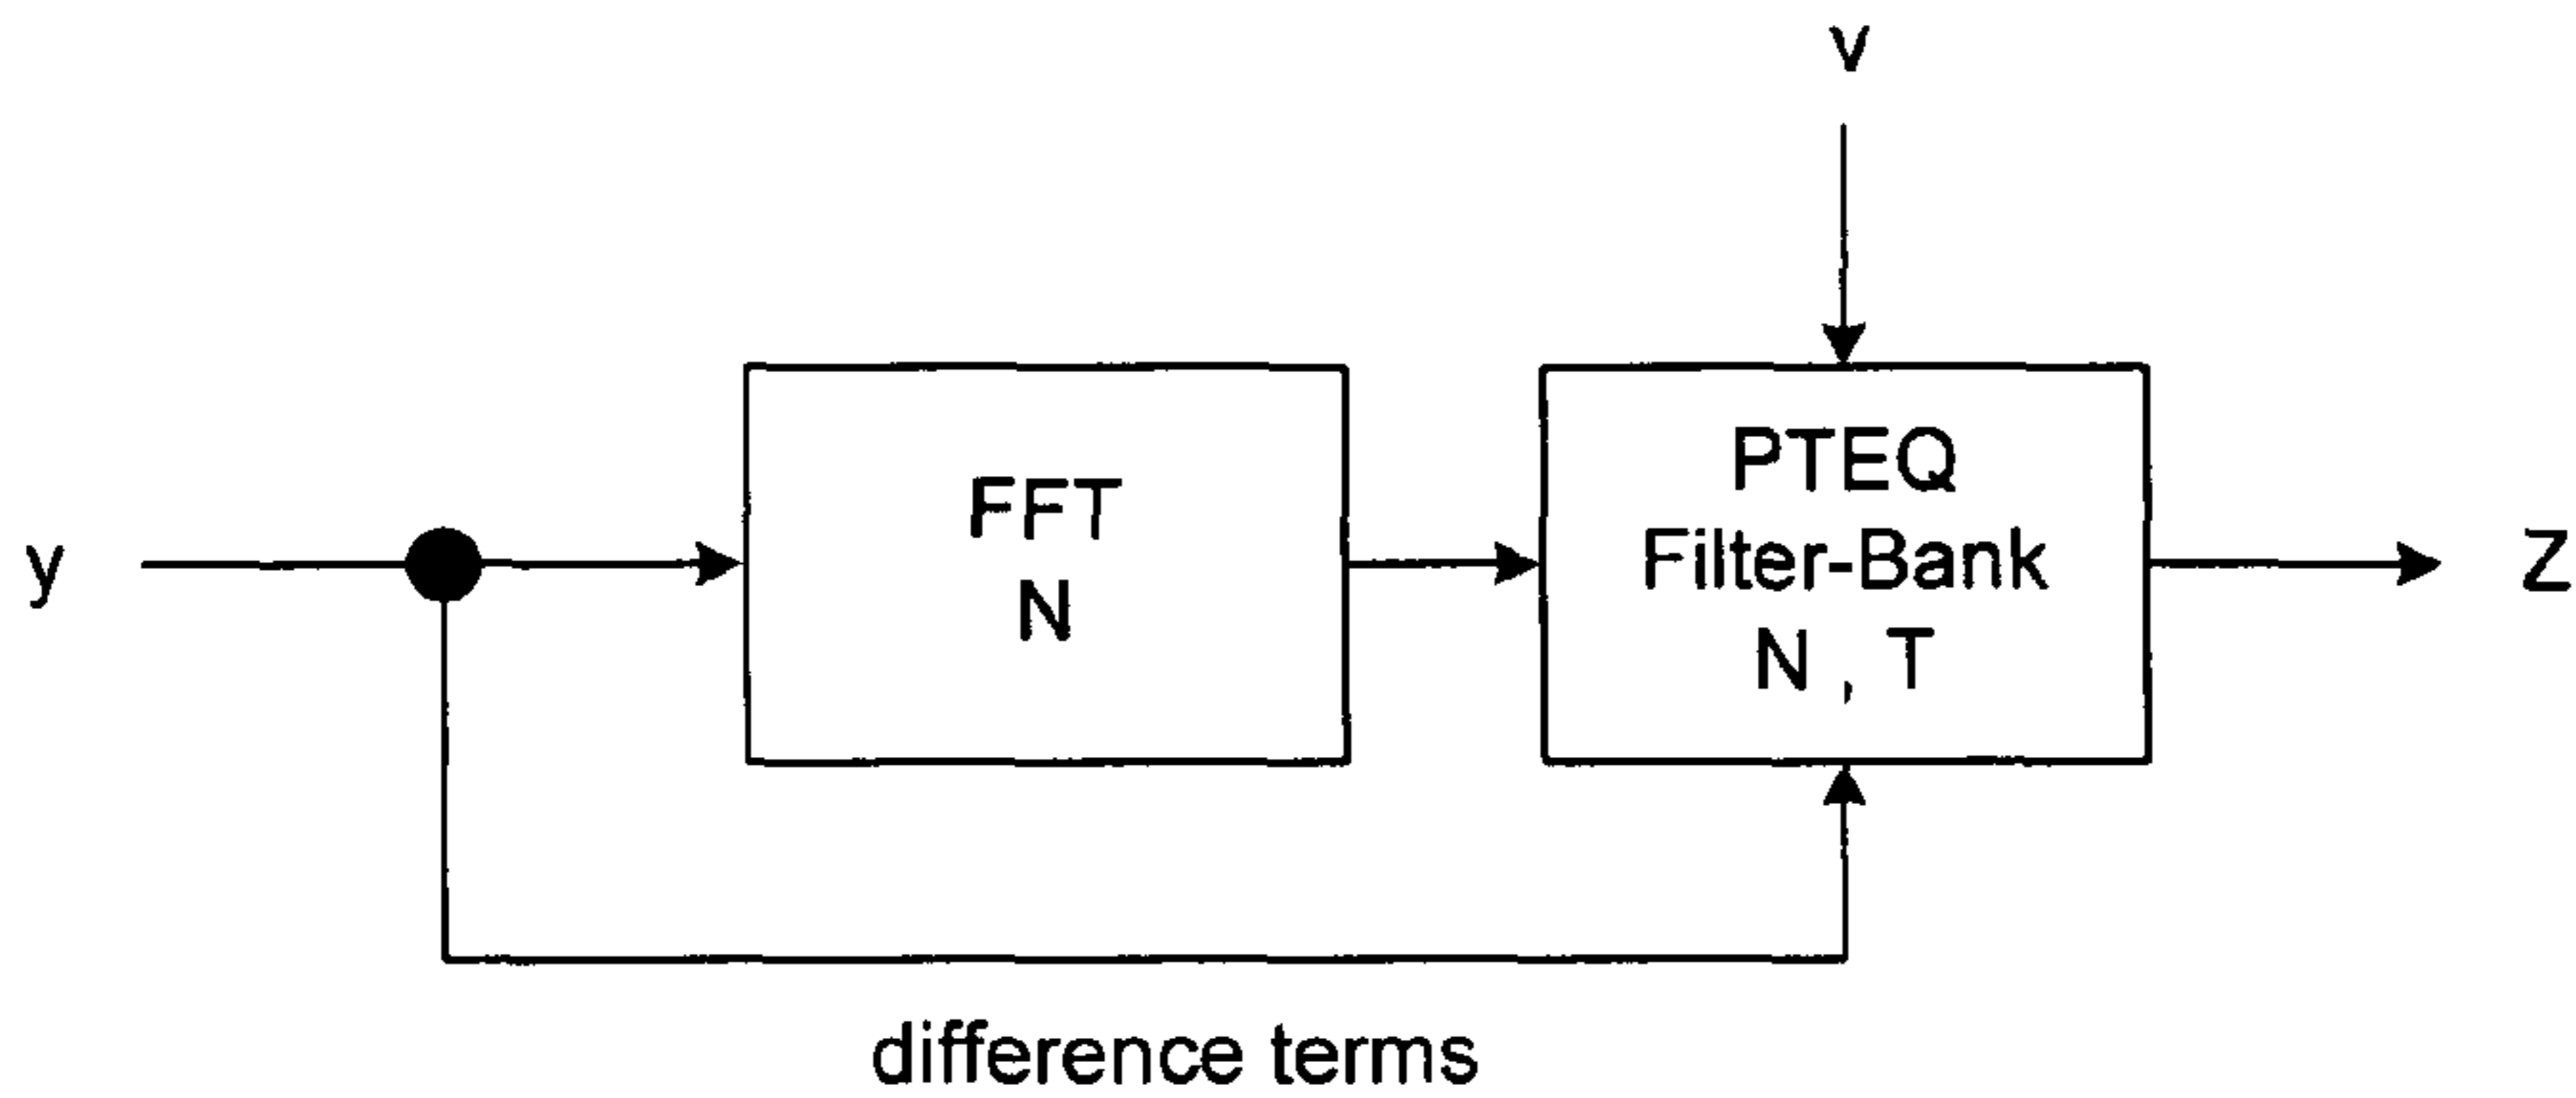 v
y
FFT
N
PTEQ
Filter-Bank
N , T
Z
difference terms